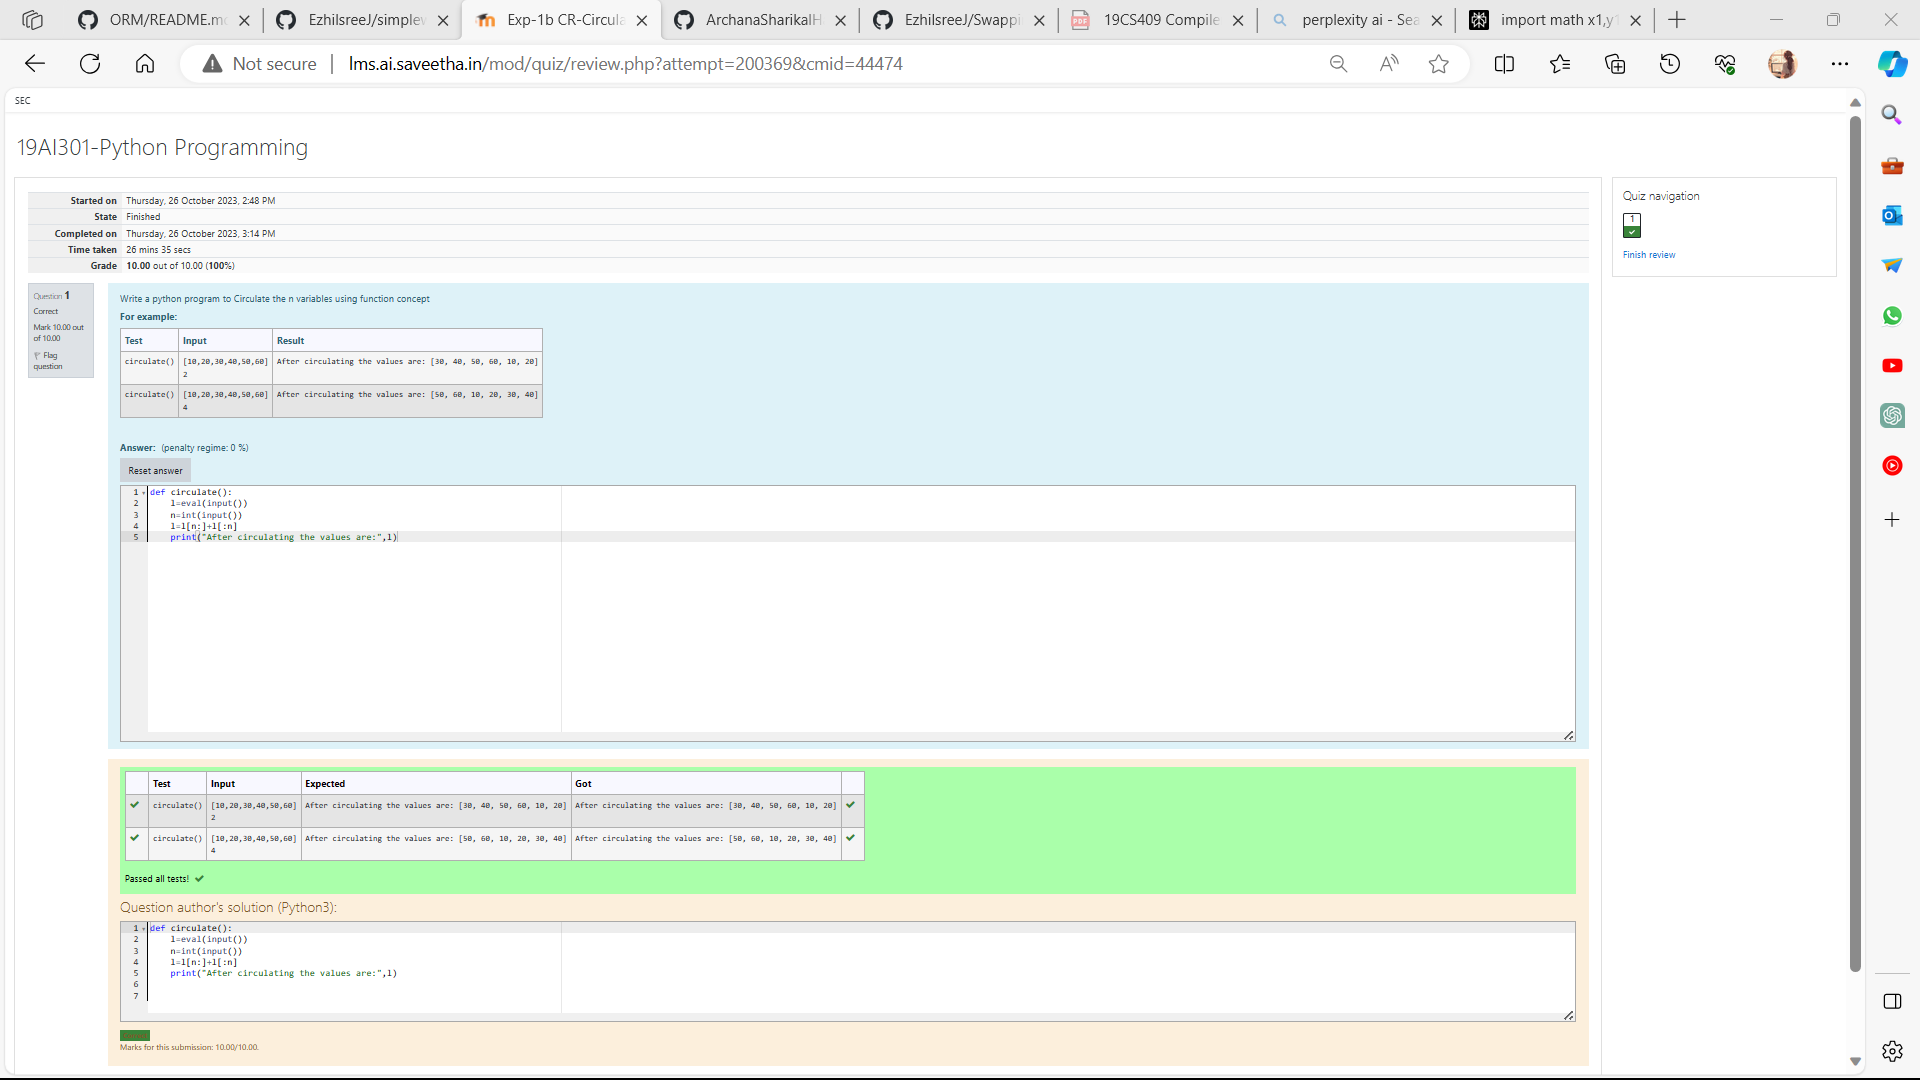 ORM/README.m
EzhilsreeJ/simplew
Exp-1b CR-Circula
ArchanaSharikalH
EzhilsreeJ/Swappi
19CS409 Compile
perplexity ai - Sea
import math x1,y1
Not secure
lms.ai.saveetha.in/mod/quiz/review.php?attempt=200369&cmid=44474
SEC
19AI301-Python Programming
Started on Thursday, 26 October 2023, 2:48 PM
State Finished
Completed on Thursday, 26 October 2023, 3:14 PM
Time taken 26 mins 35 secs
Grade 10.00 out of 10.00 (100%)
Quiz navigation
1
Finish review
Question 1
Correct
Mark 10.00 out
of 10.00
Flag
question
Write a python program to Circulate the n variables using function concept
For example:
Test Input Result
circulate() [10,20,30,40,50,60] After circulating the values are: [30, 40, 50, 60, 10, 20]
2
circulate() [10,20,30,40,50,60] After circulating the values are: [50, 60, 10, 20, 30, 40]
4
Answer: (penalty regime: 0 %)
Reset answer
1 def circulate():
2 l=eval(input())
3 n=int(input())
4 l=l[n:]+l[:n]
5 print("After circulating the values are:",l)
Test Input Expected Got
circulate() [10,20,30,40,50,60] After circulating the values are: [30, 40, 50, 60, 10, 20] After circulating the values are: [30, 40, 50, 60, 10, 20]
2
circulate() [10,20,30,40,50,60] After circulating the values are: [50, 60, 10, 20, 30, 40] After circulating the values are: [50, 60, 10, 20, 30, 40]
4
Passed all tests!
Question author's solution (Python3):
1 def circulate():
2 l=eval(input())
3 n=int(input())
4 l=l[n:]+l[:n]
5 print("After circulating the values are:",l)
6
7
Marks for this submission: 10.00/10.00.